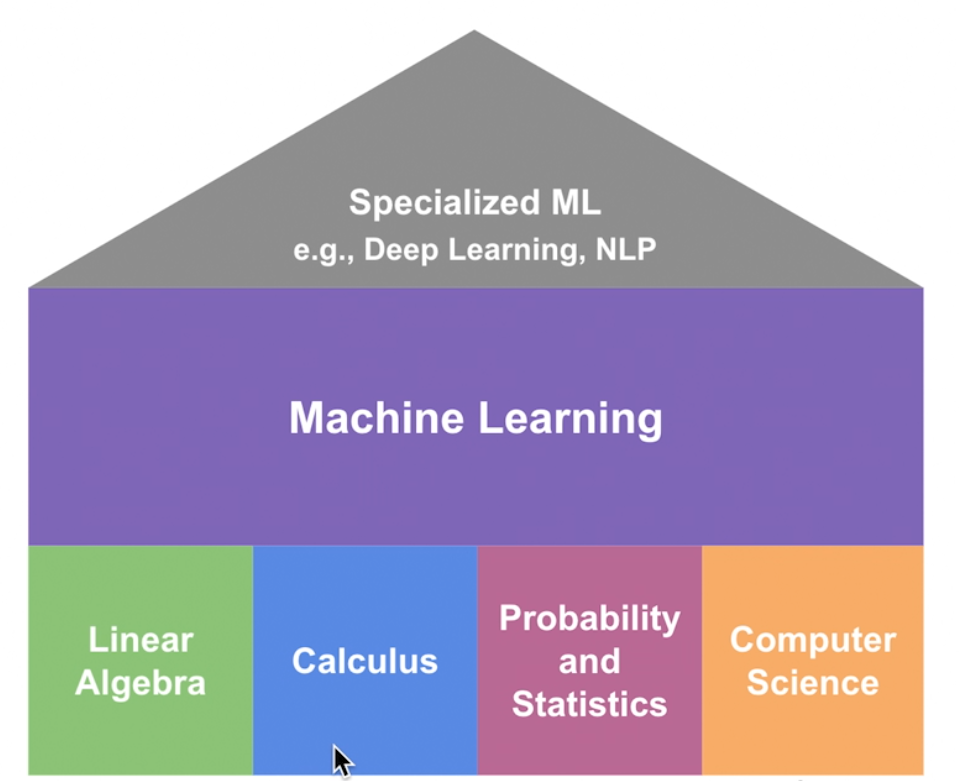 Specialized ML
e.g., Deep Learning, NLP
Machine Learning
Linear
Algebra
Calculus
Probability
and
Statistics
Computer
Science